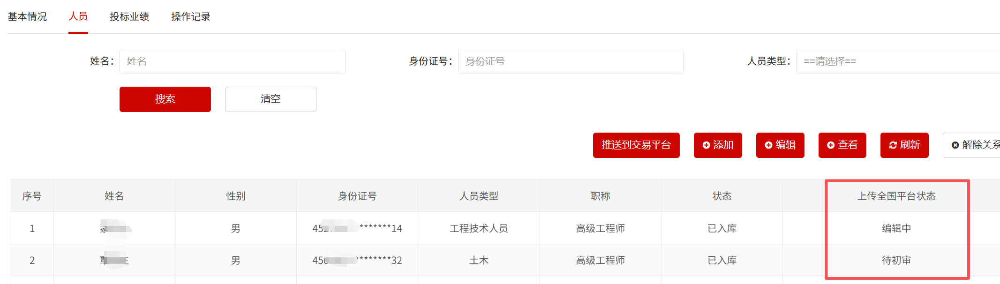 基本情况 人员 投标业绩 操作记录
姓名： 姓名 身份证号： 身份证号 人员类型： ==请选择==
搜索 清空
推送到交易平台 添加 编辑 查看 刷新 解除关系
序号 姓名 性别 身份证号 人员类型 职称 状态 上传全国平台状态
1 男 45 *******14 工程技术人员 高级工程师 已入库 编辑中
2 男 450 *******32 土木 高级工程师 已入库 待初审